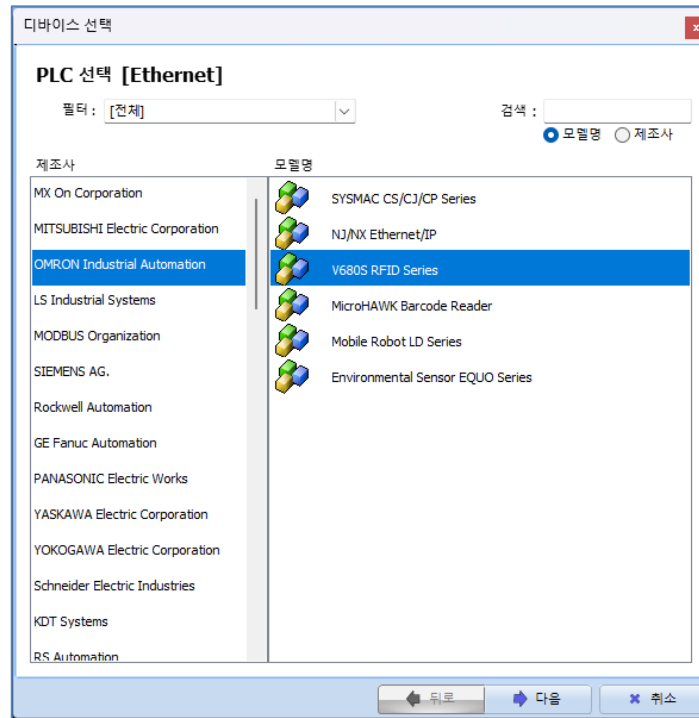 디바이스 선택
x
PLC 선택 [Ethernet]
필터 : [전체]
검색 :
모델명 제조사
제조사
MX On Corporation
MITSUBISHI Electric Corporation
OMRON Industrial Automation
LS Industrial Systems
MODBUS Organization
SIEMENS AG.
Rockwell Automation
GE Fanuc Automation
PANASONIC Electric Works
YASKAWA Electric Corporation
YOKOGAWA Electric Corporation
Schneider Electric Industries
KDT Systems
RS Automation
모델명
SYSMAC CS/CJ/CP Series
NJ/NX Ethernet/IP
V680S RFID Series
MicroHAWK Barcode Reader
Mobile Robot LD Series
Environmental Sensor EQUO Series
뒤로 다음 취소